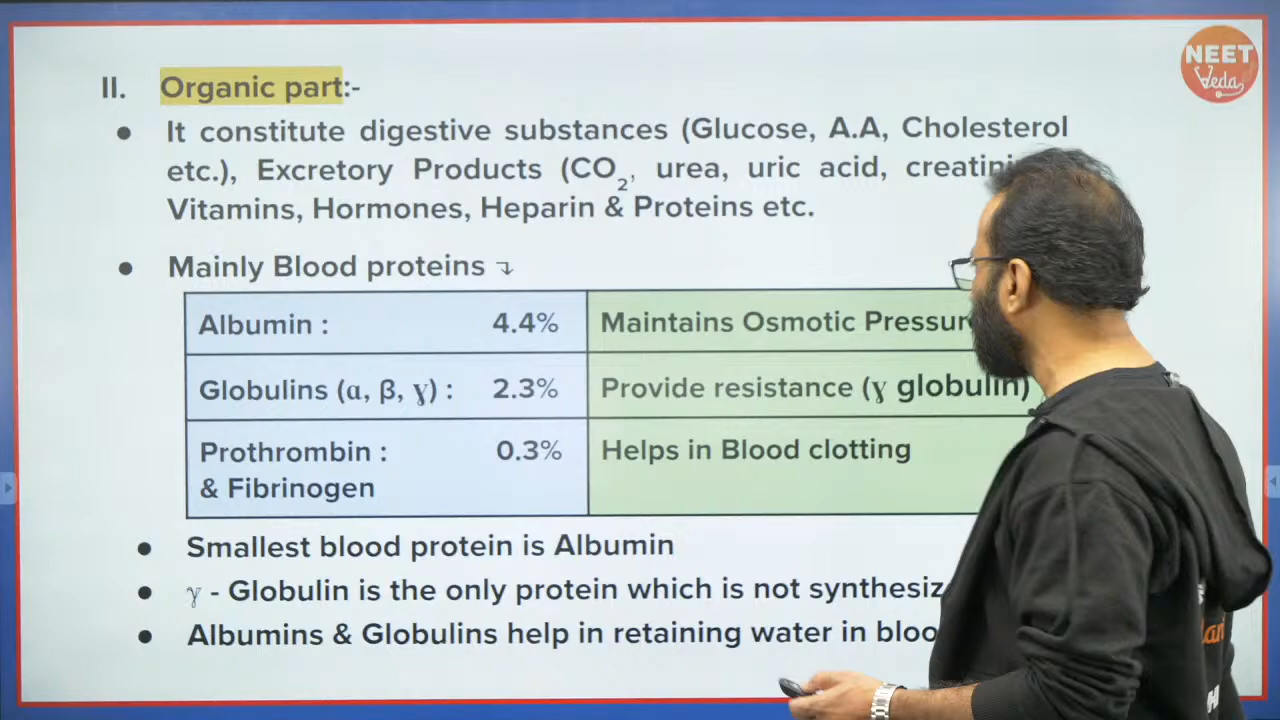 NEET
Veda
II. Organic part:-
• It constitute digestive substances (Glucose, A.A, Cholesterol
etc.), Excretory Products (CO₂, urea, uric acid,
Vitamins, Hormones, Heparin & Proteins etc.
• Mainly Blood proteins ↴
Albumin : 4.4% Maintains Osmotic
Globulins (α, β, γ) : 2.3% Provide resistance (γ globulin)
Prothrombin : 0.3% Helps in Blood clotting
& Fibrinogen
• Smallest blood protein is Albumin
• γ - Globulin is the only protein which is not
• Albumins & Globulins help in retaining water in